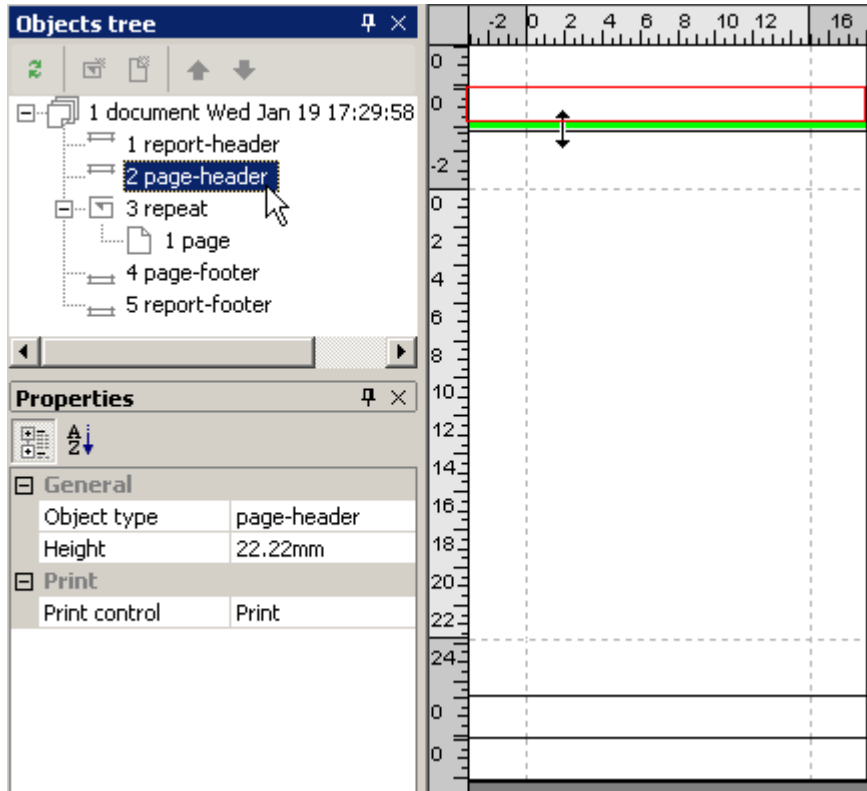 Objects tree
1 document Wed Jan 19 17:29:58
1 report-header
2 page-header
3 repeat
1 page
4 page-footer
5 report-footer
Properties
A
Z
General
Object type page-header
Height 22.22mm
Print
Print control Print
-2 0 2 4 6 8 10 12 16
0
0
-2
0
2
4
6
8
10
12
14
16
18
20
22
24
0
0